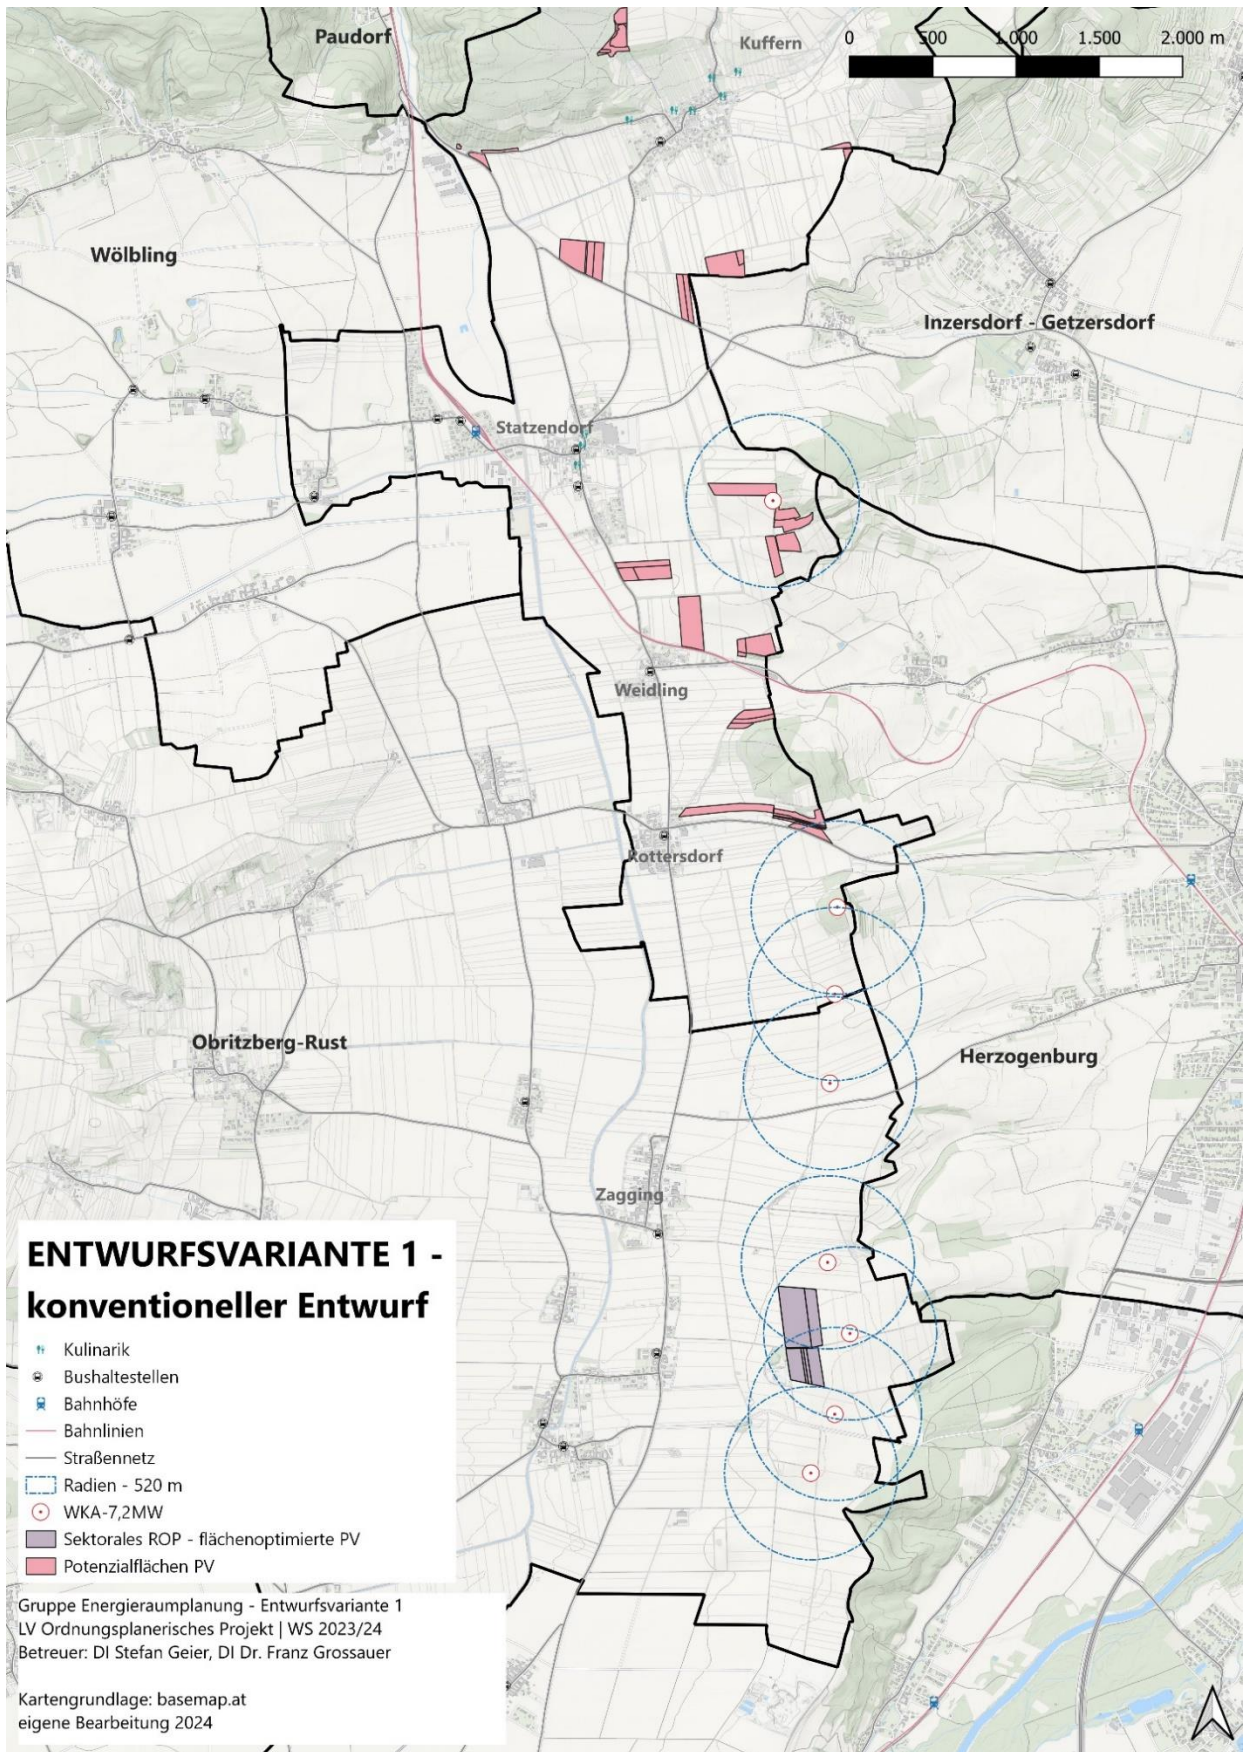 Paudorf
Kuffern
0 500 1.000 1.500 2.000 m
Wölbling
Inzersdorf - Getzersdorf
Statzendorf
Weidling
Rottersdorf
Obritzberg-Rust
Herzogenburg
Zagging
ENTWURFSVARIANTE 1 -
konventioneller Entwurf
Kulinarik
Bushaltestellen
Bahnhöfe
Bahnlinien
Straßennetz
Radien - 520 m
WKA-7,2MW
Sektorales ROP - flächenoptimierte PV
Potenzialflächen PV
Gruppe Energieraumplanung - Entwurfsvariante 1
LV Ordnungsplanerisches Projekt | WS 2023/24
Betreuer: DI Stefan Geier, DI Dr. Franz Grossauer
Kartengrundlage: basemap.at
eigene Bearbeitung 2024